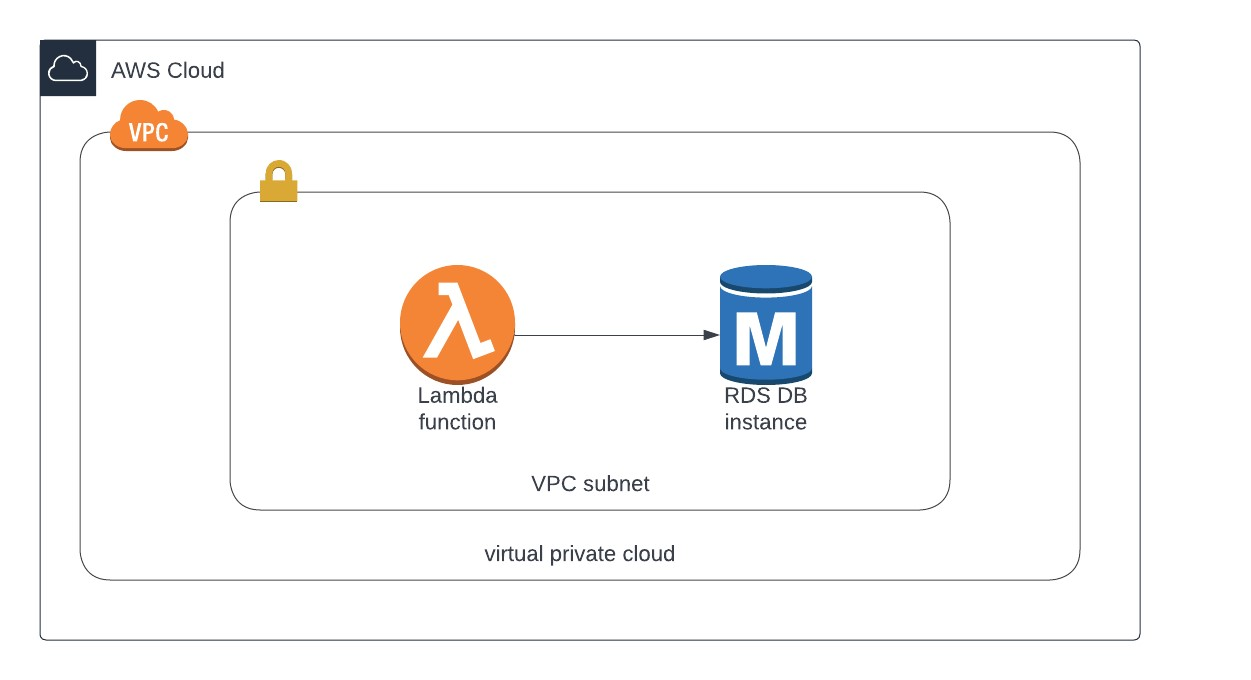 AWS Cloud
VPC
Lambda
function
RDS DB
instance
M
VPC subnet
virtual private cloud